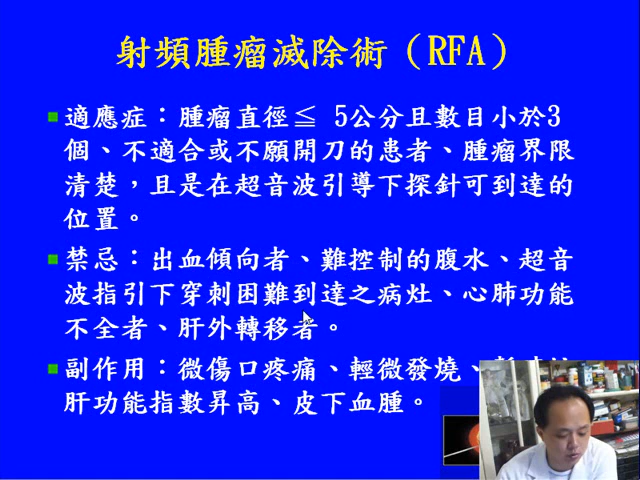 射頻腫瘤滅除術（RFA）
適應症：腫瘤直徑≦ 5公分且數目小於3
個、不適合或不願開刀的患者、腫瘤界限
清楚，且是在超音波引導下探針可到達的
位置。
禁忌：出血傾向者、難控制的腹水、超音
波指引下穿刺困難到達之病灶、心肺功能
不全者、肝外轉移者。
副作用：微傷口疼痛、輕微發燒、
肝功能指數昇高、皮下血腫。